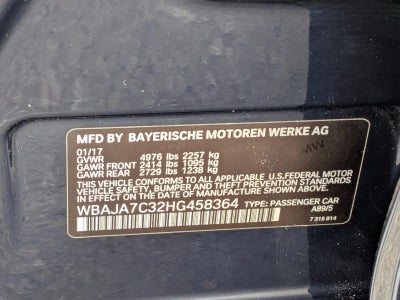 MFD BY BAYERISCHE MOTOREN WERKE AG
01/17
GVWR 4976 lbs 2257 kg
GAWR FRONT 2414 lbs 1095 kg
GAWR REAR 2729 lbs 1238 kg
THIS VEHICLE CONFORMS TO ALL APPLICABLE U.S.FEDERAL MOTOR
VEHICLE SAFETY, BUMPER, AND THEFT PREVENTION STANDARDS
IN EFFECT ON THE DATE OF MANUFACTURE SHOWN ABOVE.
WBAJA7C32HG458364 TYPE: PASSENGER CAR
A89/5
7 315 814